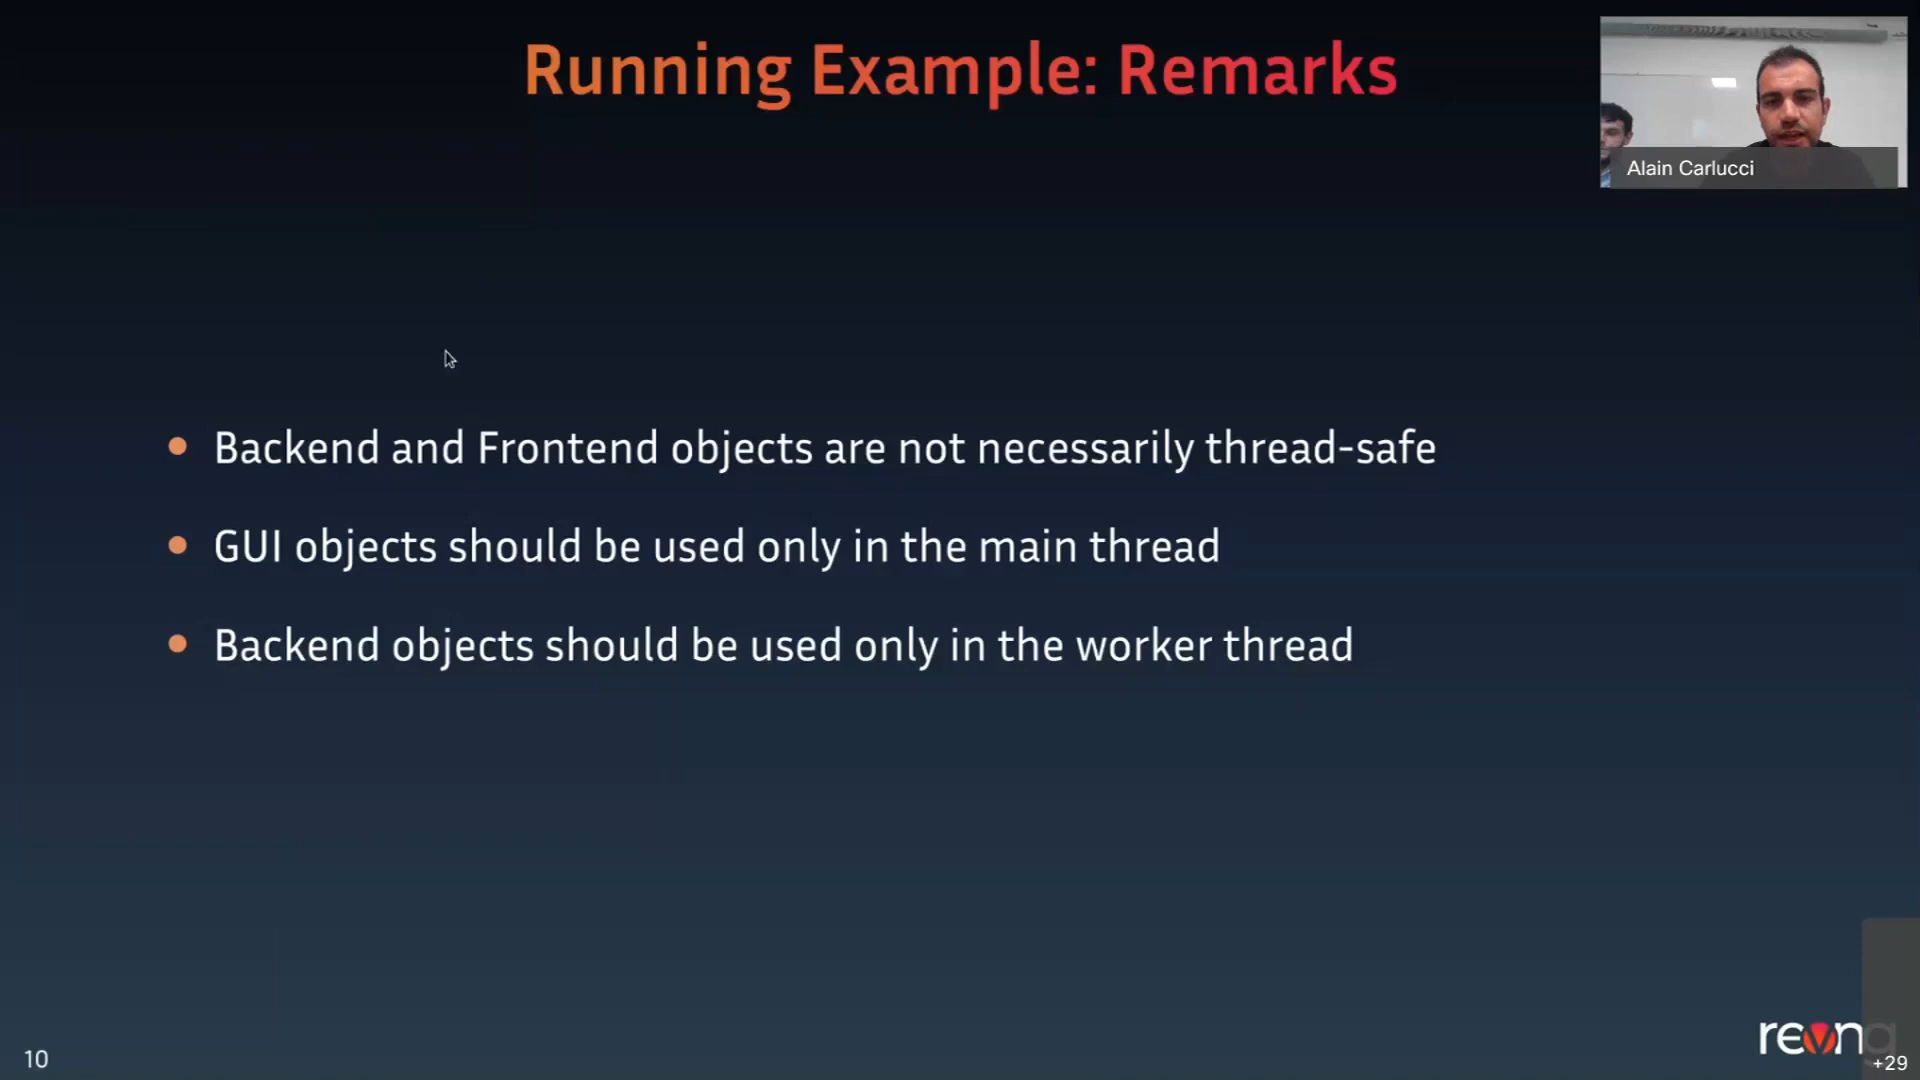 Running Example: Remarks
Alain Carlucci
Backend and Frontend objects are not necessarily thread-safe
GUI objects should be used only in the main thread
Backend objects should be used only in the worker thread
10
revng
+29